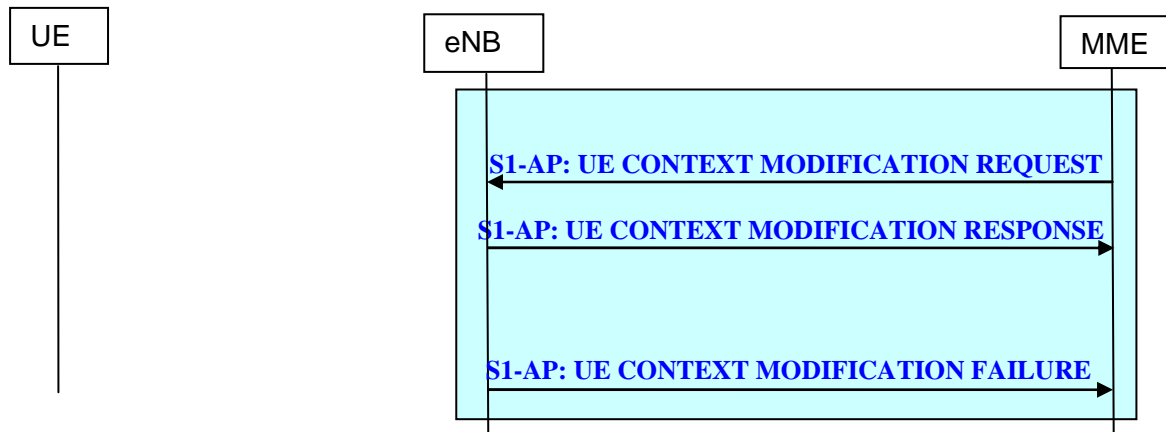 UE
eNB
MME
S1-AP: UE CONTEXT MODIFICATION REQUEST
S1-AP: UE CONTEXT MODIFICATION RESPONSE
S1-AP: UE CONTEXT MODIFICATION FAILURE